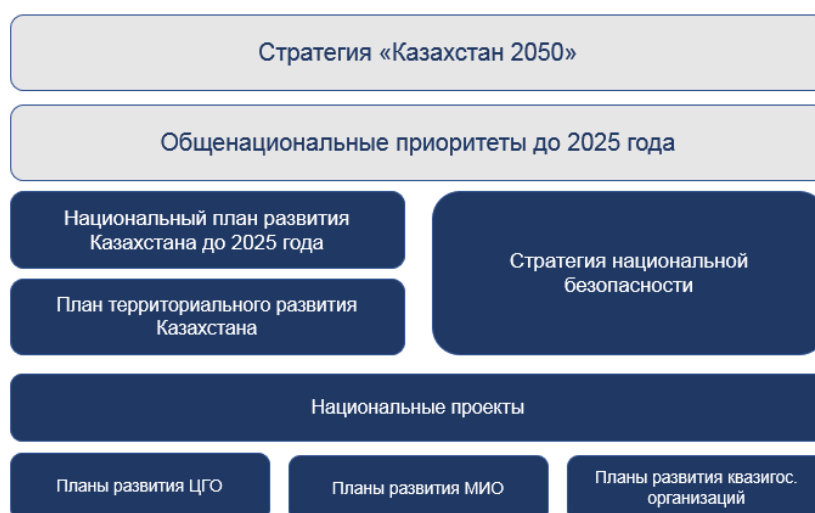 Стратегия «Казахстан 2050»
Общенациональные приоритеты до 2025 года
Национальный план развития
Казахстана до 2025 года
План территориального развития
Казахстана
Стратегия национальной
безопасности
Национальные проекты
Планы развития ЦГО
Планы развития МИО
Планы развития квазигос.
организаций